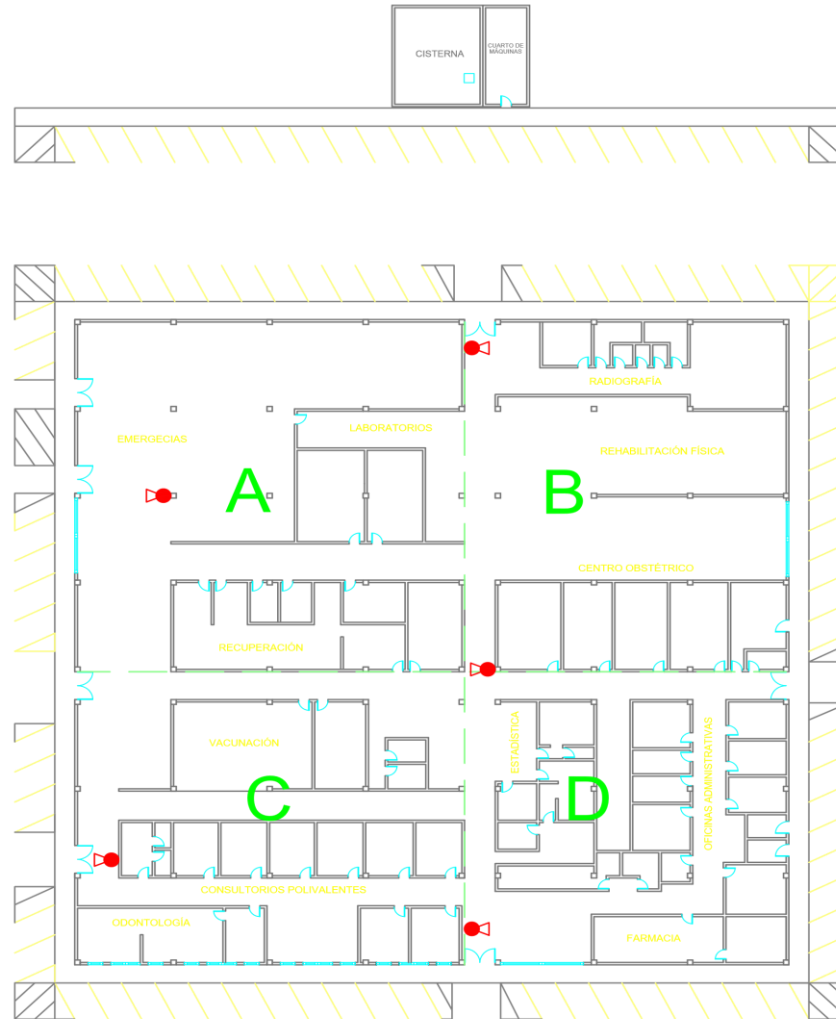 CISTERNA
CUARTO DE
MÁQUINAS
RADIOGRAFÍA
LABORATORIOS
EMERGECIAS
REHABILITACIÓN FÍSICA
A
B
CENTRO OBSTÉTRICO
RECUPERACIÓN
VACUNACIÓN
ESTADÍSTICA
OFICINAS ADMINISTRATIVAS
C
D
CONSULTORIOS POLIVALENTES
ODONTOLOGÍA
FARMACIA